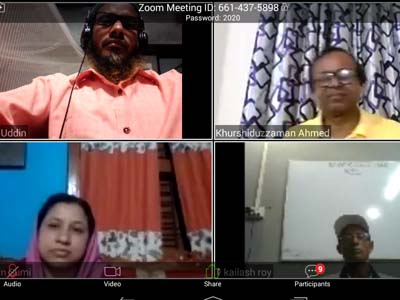 Zoom Meeting ID: 661-437-5898
Password: 2020
Uddin
Khurshiduzzaman Ahmed
kailash roy
9
Audio
Video
Share
Participants